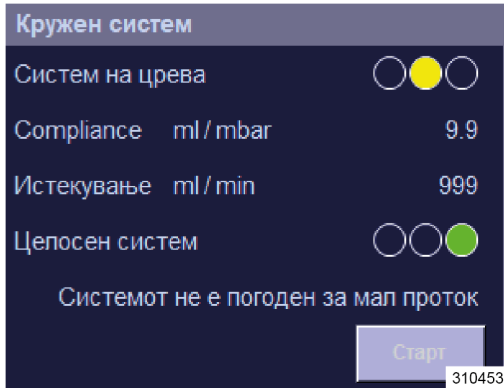 Кружен систем
Систем на црева
Compliance ml / mbar 9.9
Истекување ml / min 999
Целосен систем
Системот не е погоден за мал проток
Старт
310453